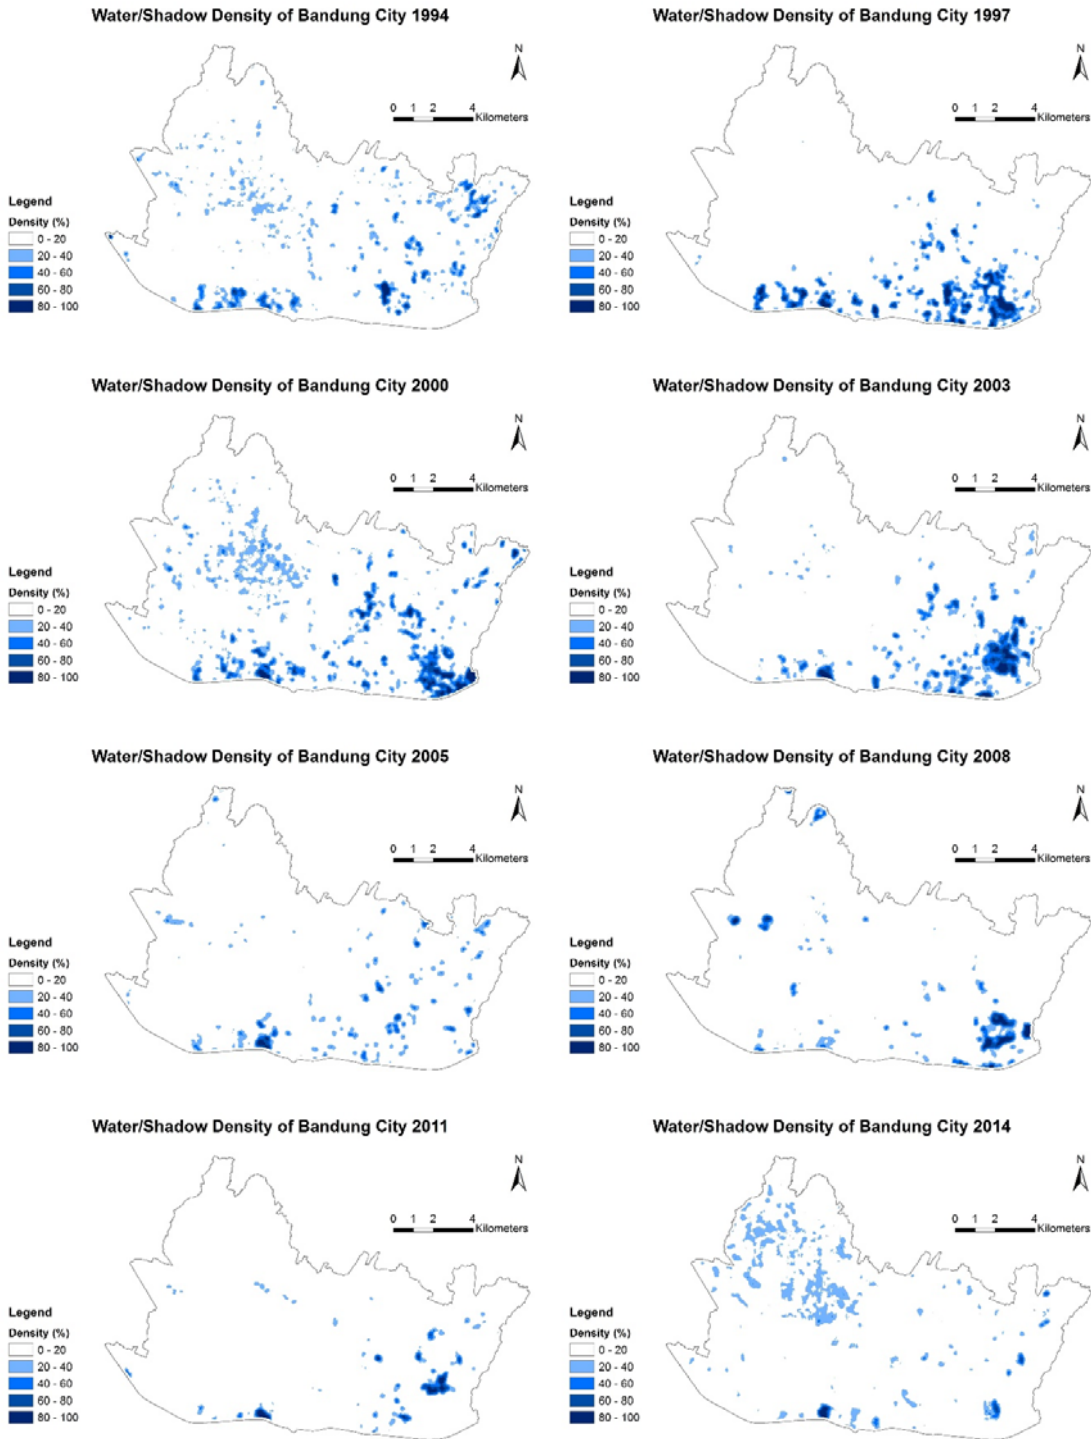 Water/Shadow Density of Bandung City 1994
N
0 1 2 4
Kilometers
Legend
Density (%)
0 - 20
20 - 40
40 - 60
60 - 80
80 - 100
Water/Shadow Density of Bandung City 1997
N
0 1 2 4
Kilometers
Legend
Density (%)
0 - 20
20 - 40
40 - 60
60 - 80
80 - 100
Water/Shadow Density of Bandung City 2000
N
0 1 2 4
Kilometers
Legend
Density (%)
0 - 20
20 - 40
40 - 60
60 - 80
80 - 100
Water/Shadow Density of Bandung City 2003
N
0 1 2 4
Kilometers
Legend
Density (%)
0 - 20
20 - 40
40 - 60
60 - 80
80 - 100
Water/Shadow Density of Bandung City 2005
N
0 1 2 4
Kilometers
Legend
Density (%)
0 - 20
20 - 40
40 - 60
60 - 80
80 - 100
Water/Shadow Density of Bandung City 2008
N
0 1 2 4
Kilometers
Legend
Density (%)
0 - 20
20 - 40
40 - 60
60 - 80
80 - 100
Water/Shadow Density of Bandung City 2011
N
0 1 2 4
Kilometers
Legend
Density (%)
0 - 20
20 - 40
40 - 60
60 - 80
80 - 100
Water/Shadow Density of Bandung City 2014
N
0 1 2 4
Kilometers
Legend
Density (%)
0 - 20
20 - 40
40 - 60
60 - 80
80 - 100